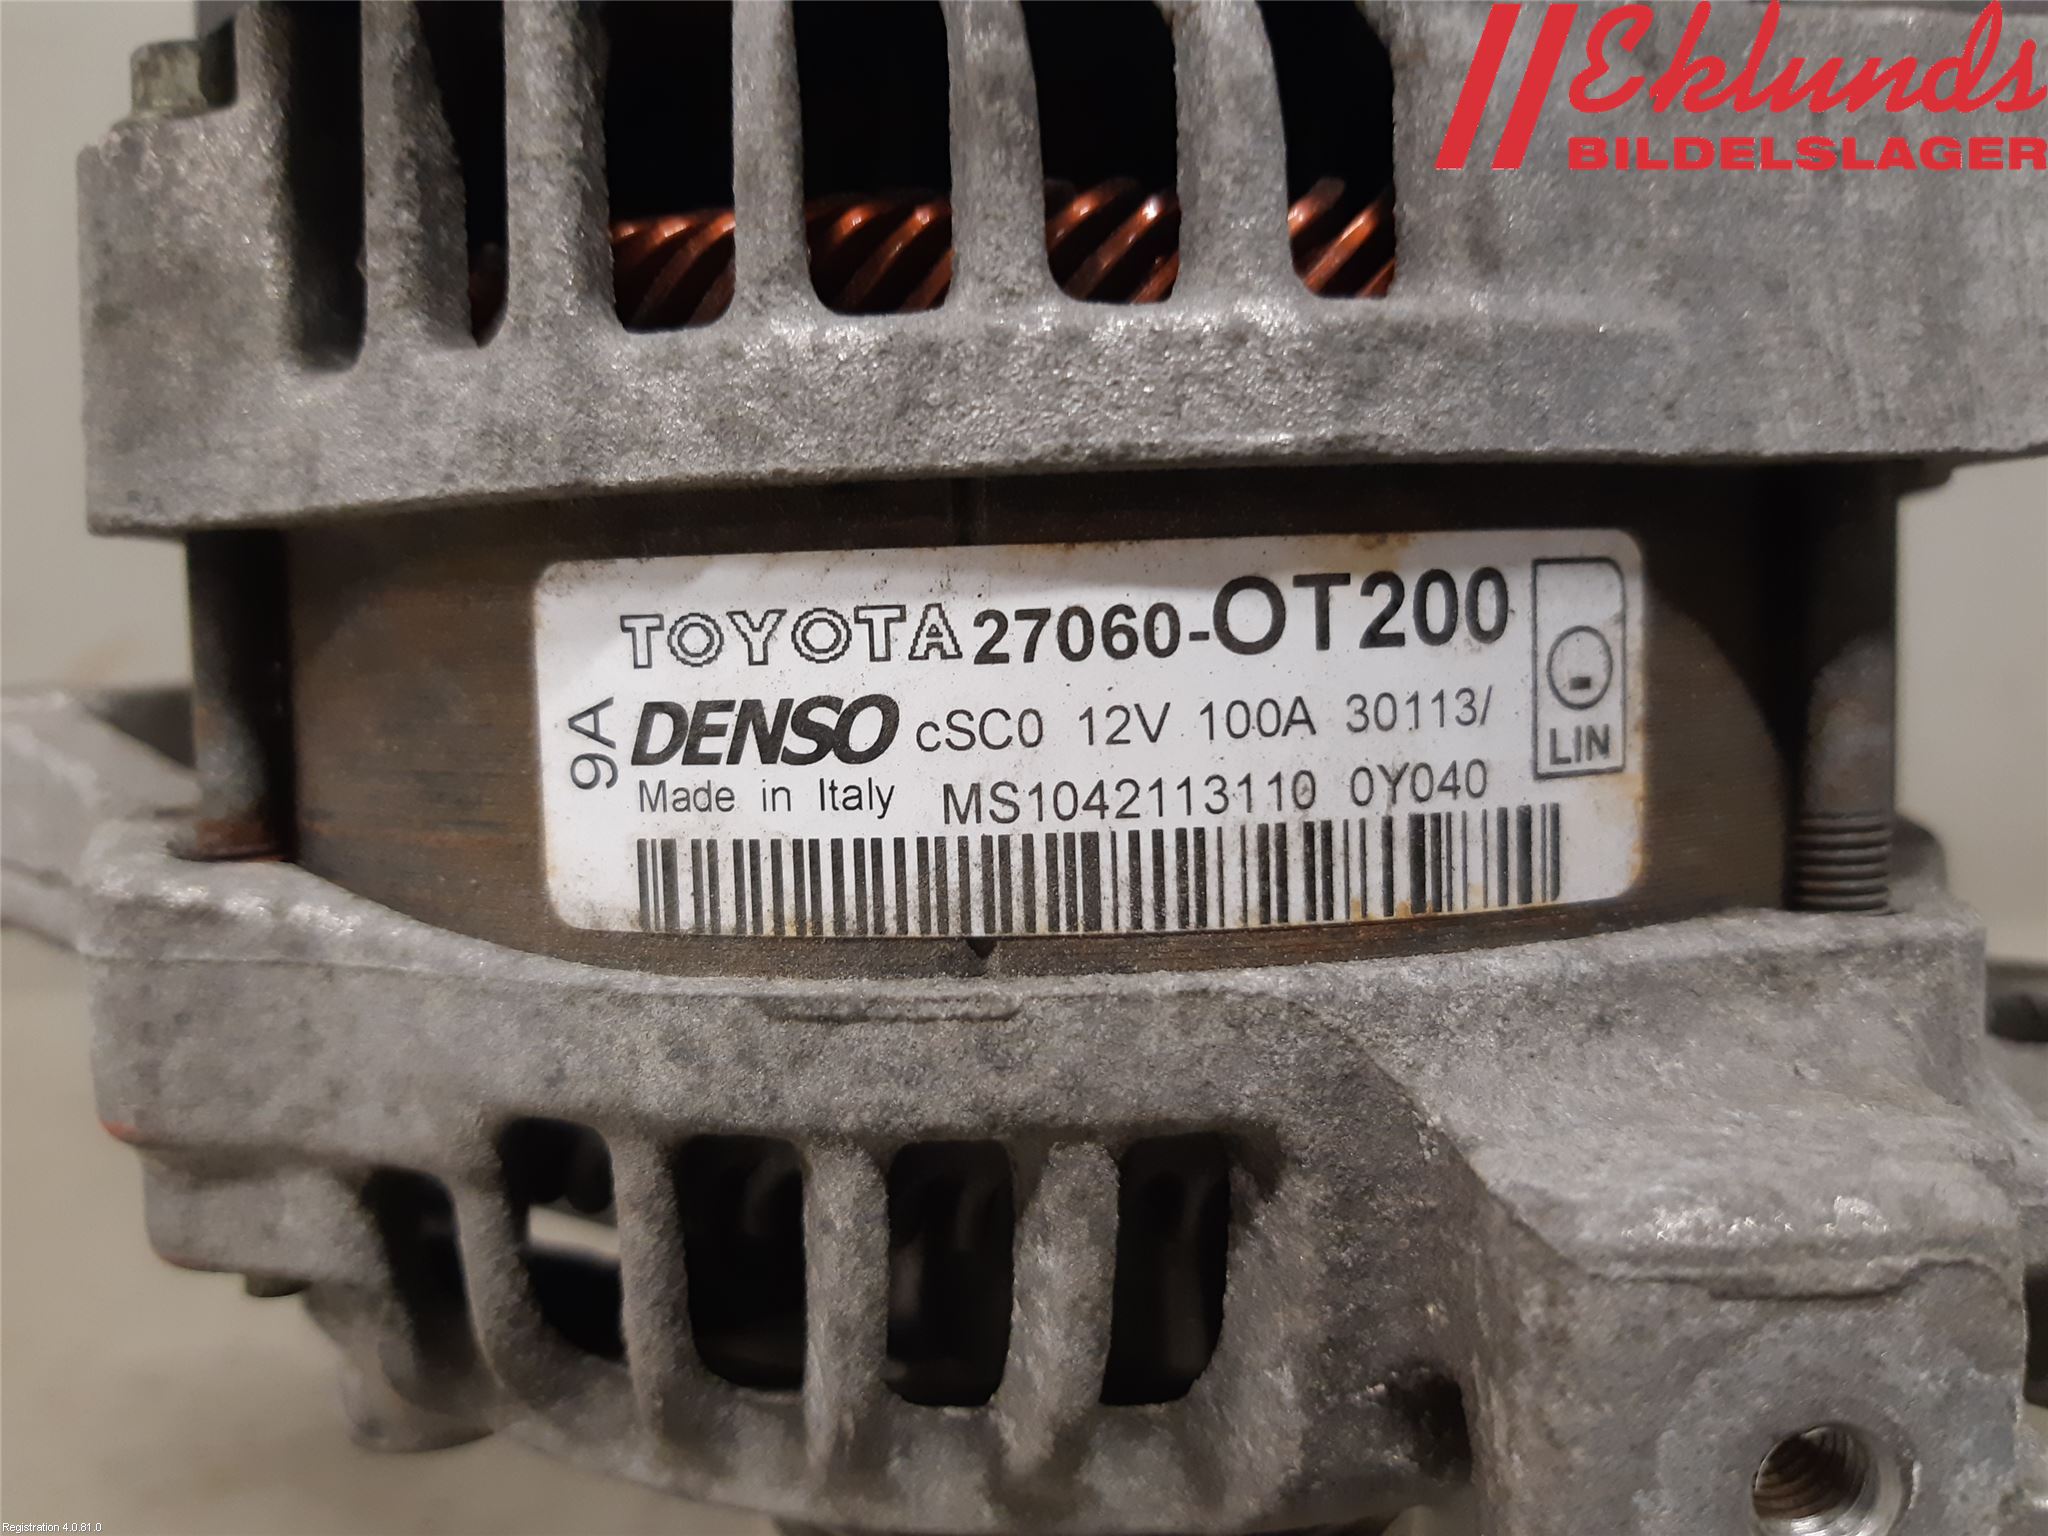 Eklunds
BILDELSLAGER
TOYOTA 27060-0T200
9A
DENSO cSC0 12V 100A 30113/
LIN
Made in Italy MS1042113110 0Y040
Registration 4.0.81.0